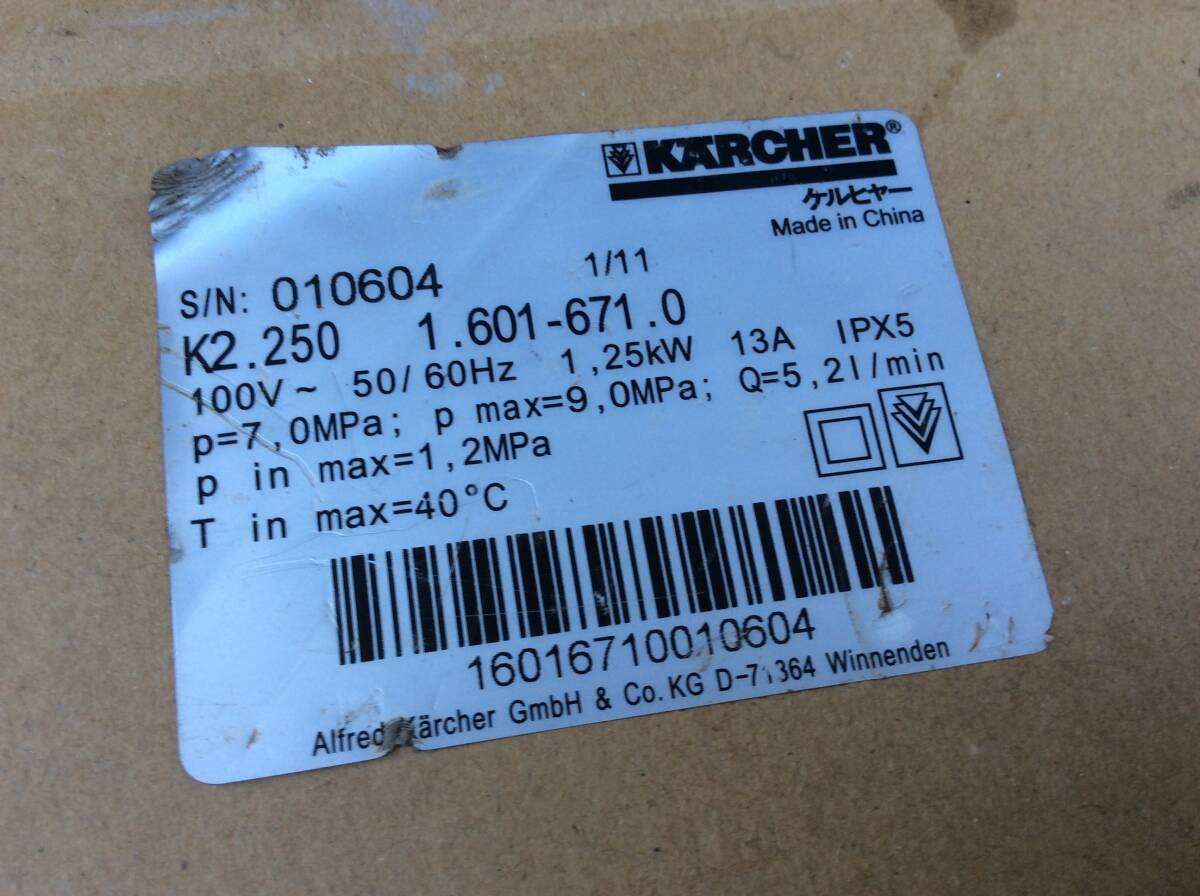 KÄRCHER®
ケルヒャー
Made in China
S/N: 010604 1/11
K2.250 1.601-671.0
100V~ 50/60Hz 1,25kW 13A IPX5
p=7,0MPa; p max=9,0MPa; Q=5,2l/min
p in max=1,2MPa
T in max=40°C
16016710010604
Alfred Kärcher GmbH & Co. KG D-71364 Winnenden